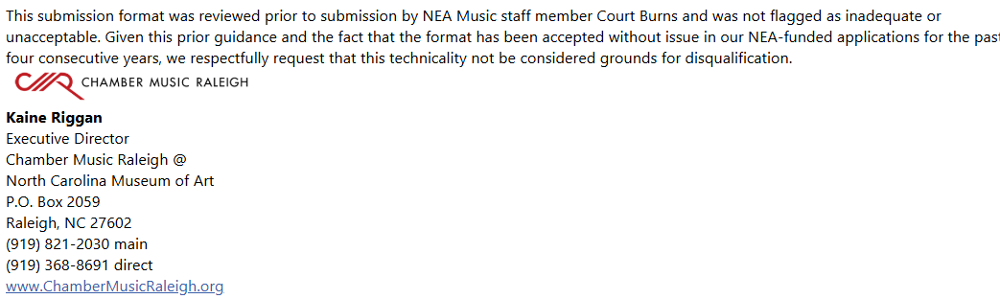 This submission format was reviewed prior to submission by NEA Music staff member Court Burns and was not flagged as inadequate or
unacceptable. Given this prior guidance and the fact that the format has been accepted without issue in our NEA-funded applications for the past
four consecutive years, we respectfully request that this technicality not be considered grounds for disqualification.
CHAMBER MUSIC RALEIGH
Kaine Riggan
Executive Director
Chamber Music Raleigh @
North Carolina Museum of Art
P.O. Box 2059
Raleigh, NC 27602
(919) 821-2030 main
(919) 368-8691 direct
www.ChamberMusicRaleigh.org